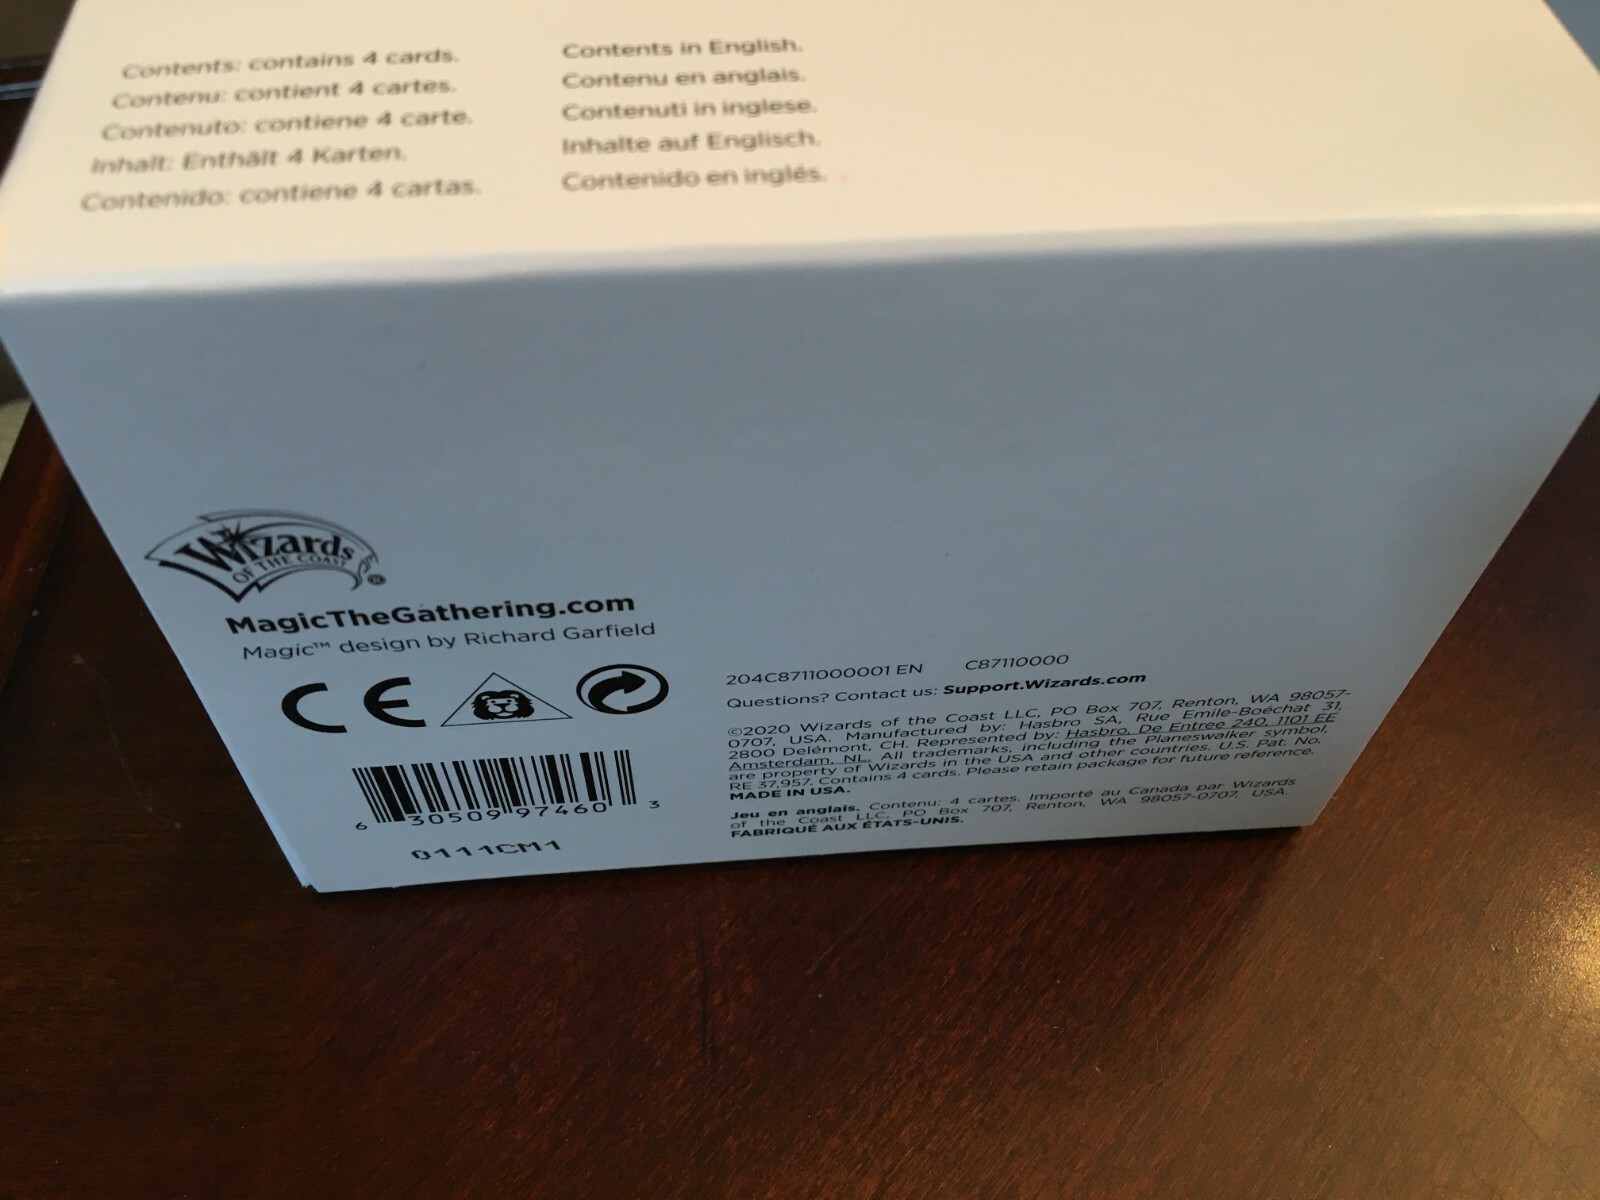 Contents: contains 4 cards.
Contenu: contient 4 cartes.
Contenuto: contiene 4 carte.
Inhalt: Enthält 4 Karten.
Contenido: contiene 4 cartas.
Contents in English.
Contenu en anglais.
Contenuti in inglese.
Inhalte auf Englisch.
Contenido en inglés.
Wizards
OF THE COAST®
MagicTheGathering.com
Magic™ design by Richard Garfield
CE
6 30509 97460 3
0111CM1
204C8711000001 EN C87110000
Questions? Contact us: Support.Wizards.com
©2020 Wizards of the Coast LLC, PO Box 707, Renton, WA 98057-
0707, USA. Manufactured by: Hasbro SA, Rue Emile-Boéchat 31,
2800 Delémont, CH. Represented by: Hasbro, De Entree 240, 1101 EE
Amsterdam, NL. All trademarks, including the Planeswalker symbol,
are property of Wizards in the USA and other countries. U.S. Pat. No.
RE 37,957. Contains 4 cards. Please retain package for future reference.
MADE IN USA.
Jeu en anglais. Contenu: 4 cartes. Importé au Canada par Wizards
of the Coast LLC, PO Box 707, Renton, WA 98057-0707, USA.
FABRIQUÉ AUX ÉTATS-UNIS.